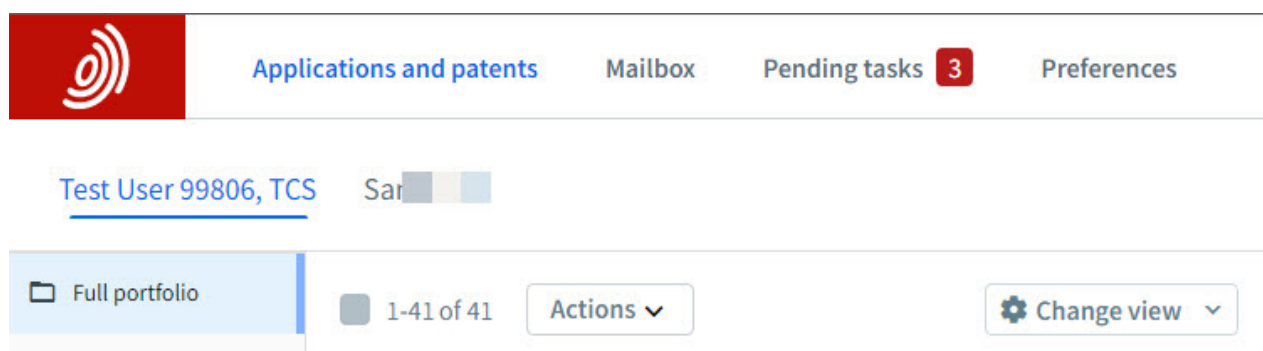 Applications and patents Mailbox Pending tasks 3 Preferences
Test User 99806, TCS
Full portfolio 1-41 of 41 Actions Change view